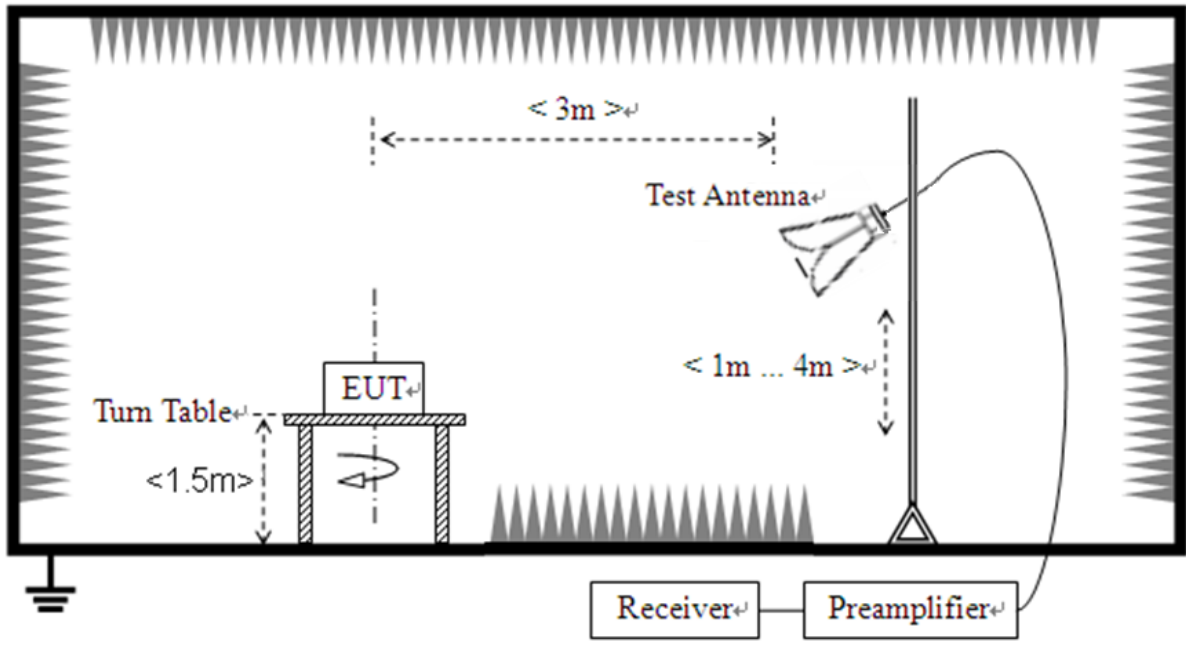 < 3m >↵
Test Antenna↵
< 1m ... 4m >↵
EUT↵
Turn Table↵
<1.5m>
Receiver↵
Preamplifier↵